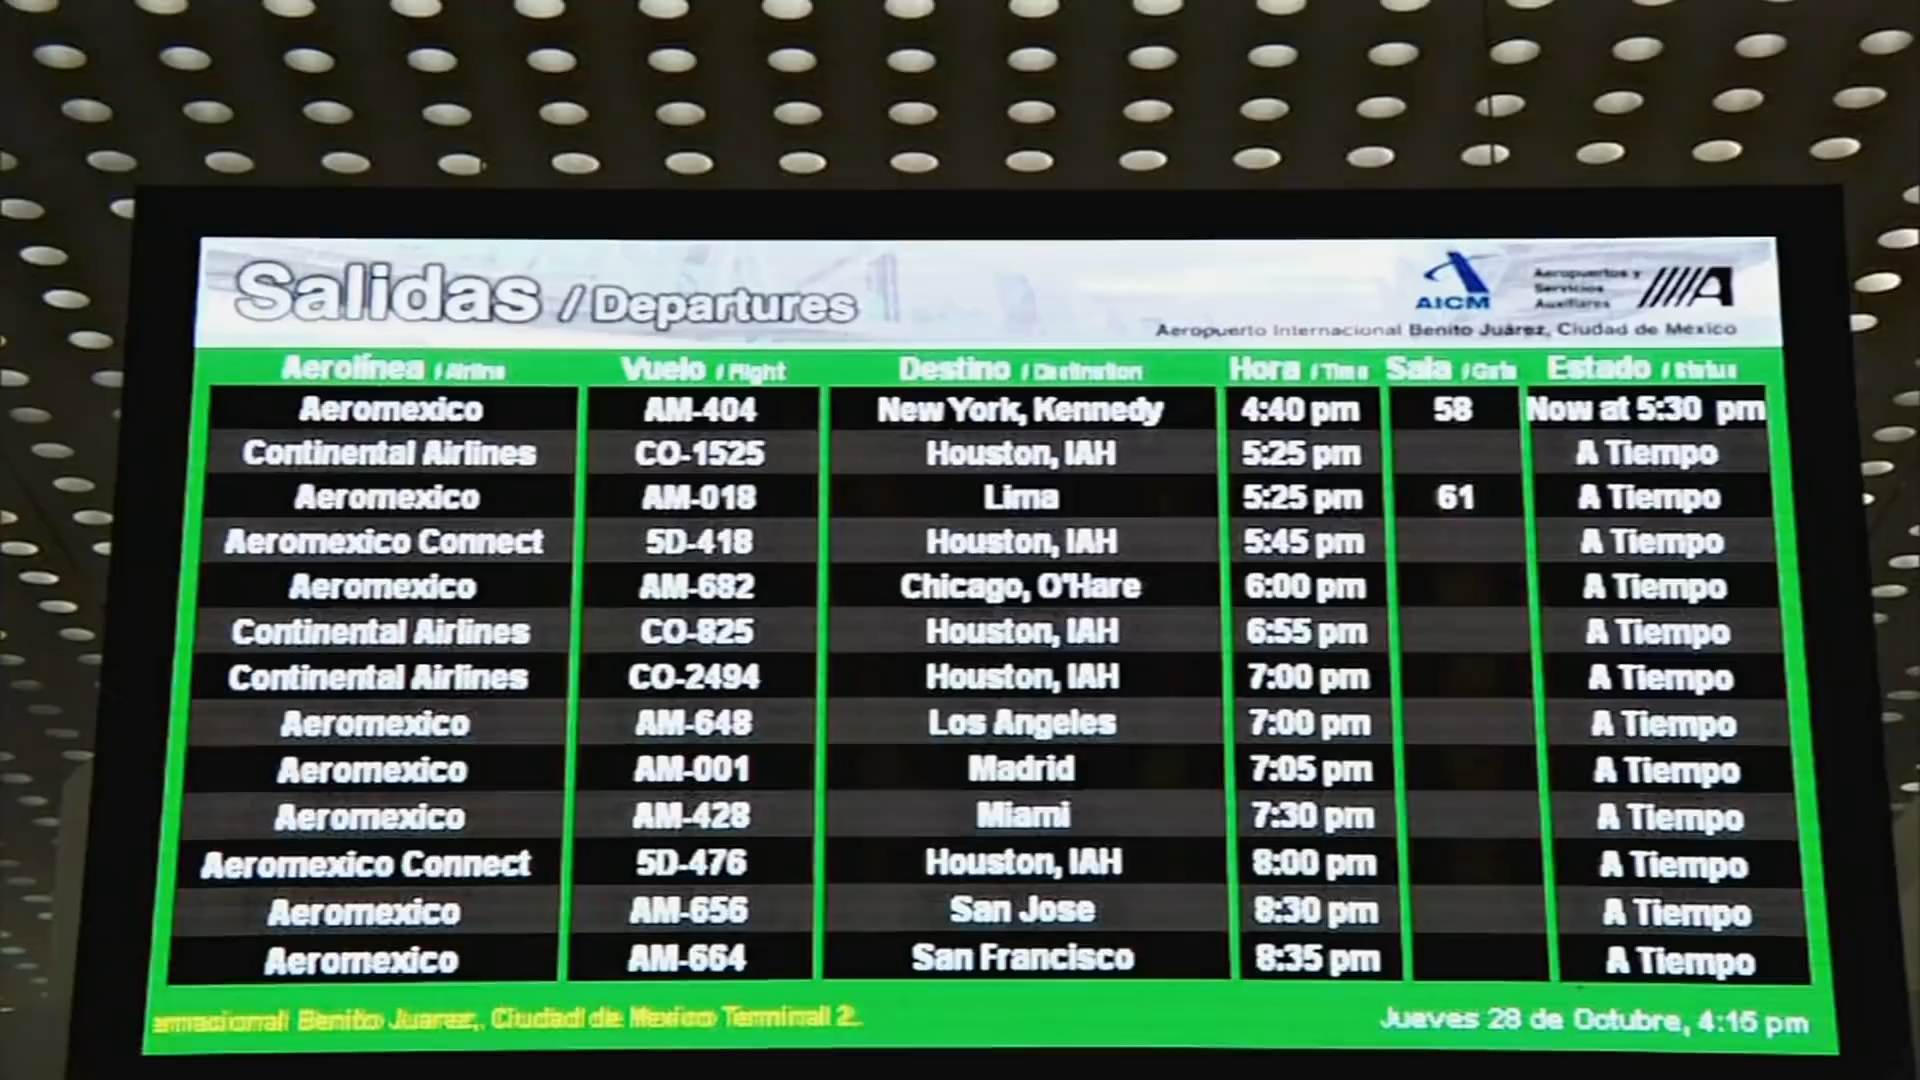 Salidas / Departures
AICM
Aeropuertos y
Servicios
Auxiliares
Aeropuerto Internacional Benito Juárez, Ciudad de México
Aerolínea / Airline Vuelo / Flight Destino / Destination Hora / Time Sala / Gate Estado / Status
Aeromexico AM-404 New York, Kennedy 4:40 pm 58 Now at 5:30 pm
Continental Airlines CO-1525 Houston, IAH 5:25 pm A Tiempo
Aeromexico AM-018 Lima 5:25 pm 61 A Tiempo
Aeromexico Connect 5D-418 Houston, IAH 5:45 pm A Tiempo
Aeromexico AM-682 Chicago, O'Hare 6:00 pm A Tiempo
Continental Airlines CO-825 Houston, IAH 6:55 pm A Tiempo
Continental Airlines CO-2494 Houston, IAH 7:00 pm A Tiempo
Aeromexico AM-648 Los Angeles 7:00 pm A Tiempo
Aeromexico AM-001 Madrid 7:05 pm A Tiempo
Aeromexico AM-428 Miami 7:30 pm A Tiempo
Aeromexico Connect 5D-476 Houston, IAH 8:00 pm A Tiempo
Aeromexico AM-656 San Jose 8:30 pm A Tiempo
Aeromexico AM-664 San Francisco 8:35 pm A Tiempo
ernacional Benito Juarez, Ciudad de Mexico Terminal 2. Jueves 28 de Octubre, 4:15 pm